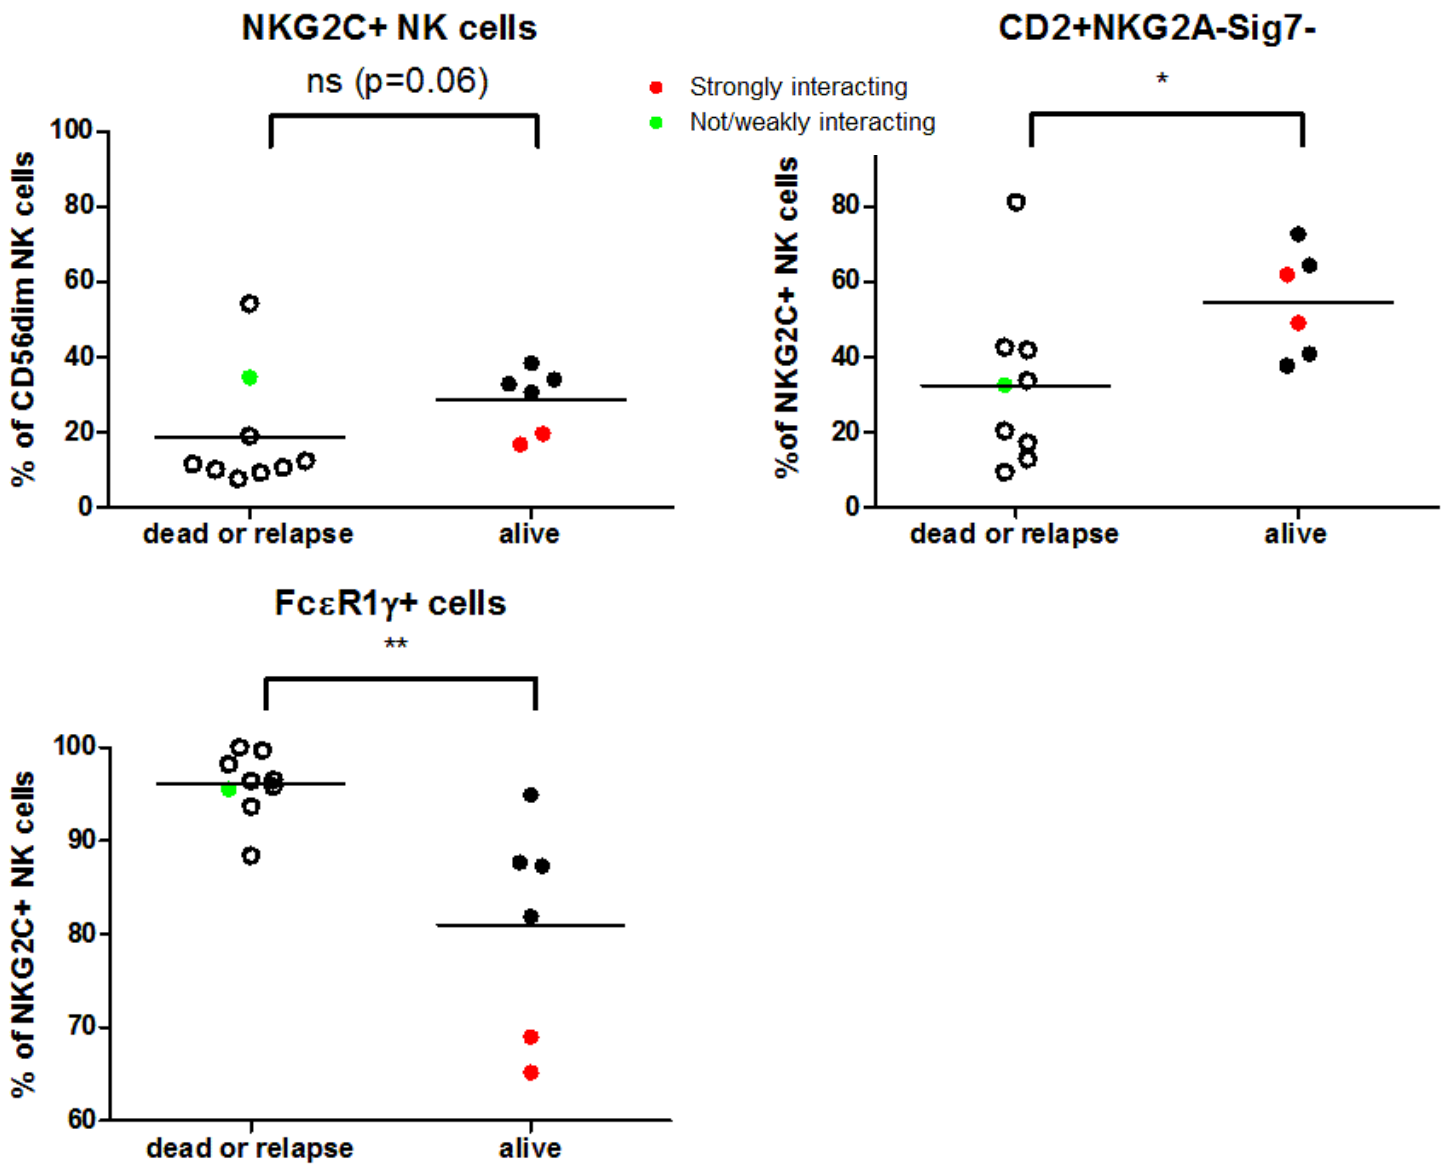 NKG2C+ NK cells
ns (p=0.06)
% of CD56dim NK cells
100
80
60
40
20
0
dead or relapse
alive
Strongly interacting
Not/weakly interacting
CD2+NKG2A-Sig7-
*
%of NKG2C+ NK cells
80
60
40
20
0
dead or relapse
alive
FcεR1γ+ cells
**
% of NKG2C+ NK cells
100
90
80
70
60
dead or relapse
alive